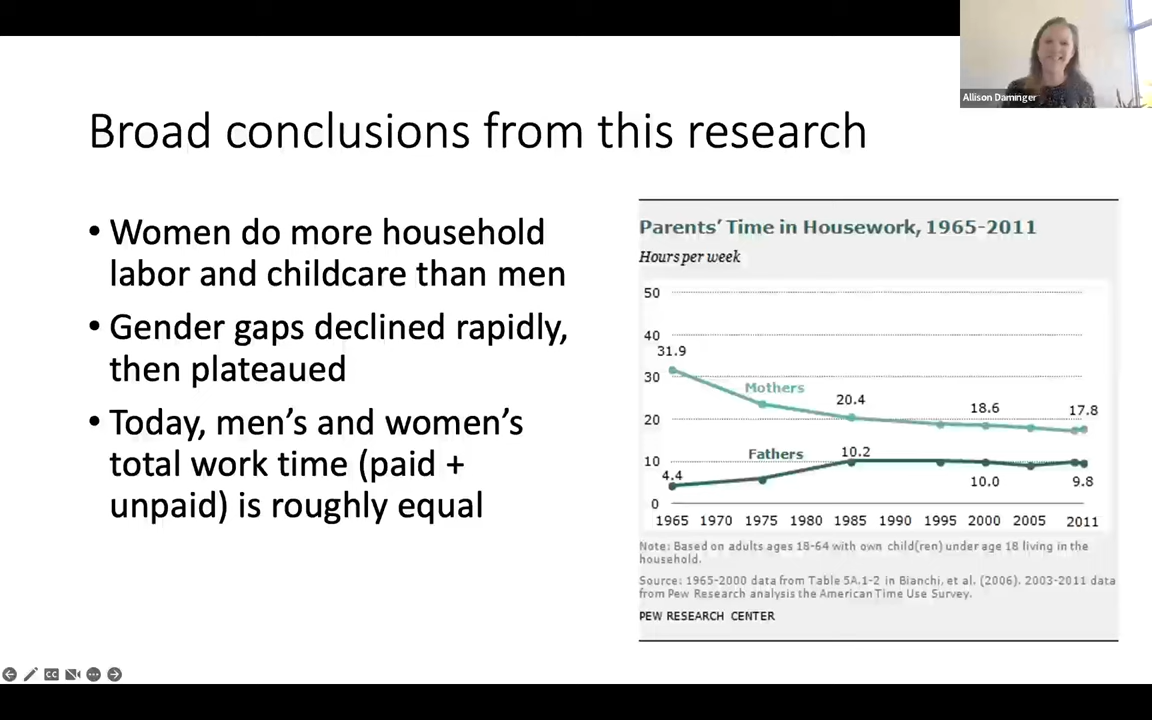 Allison Daminger
Broad conclusions from this research
• Women do more household
labor and childcare than men
• Gender gaps declined rapidly,
then plateaued
• Today, men’s and women’s
total work time (paid +
unpaid) is roughly equal
Parents’ Time in Housework, 1965-2011
Hours per week
50
40
31.9
30
Mothers
20.4
18.6
17.8
20
Fathers
10.2
10
4.4
10.0
9.8
0
1965 1970 1975 1980 1985 1990 1995 2000 2005 2011
Note: Based on adults ages 18-64 with own child(ren) under age 18 living in the
household.
Source: 1965-2000 data from Table 5A.1-2 in Bianchi, et al. (2006). 2003-2011 data
from Pew Research analysis the American Time Use Survey.
PEW RESEARCH CENTER
CC